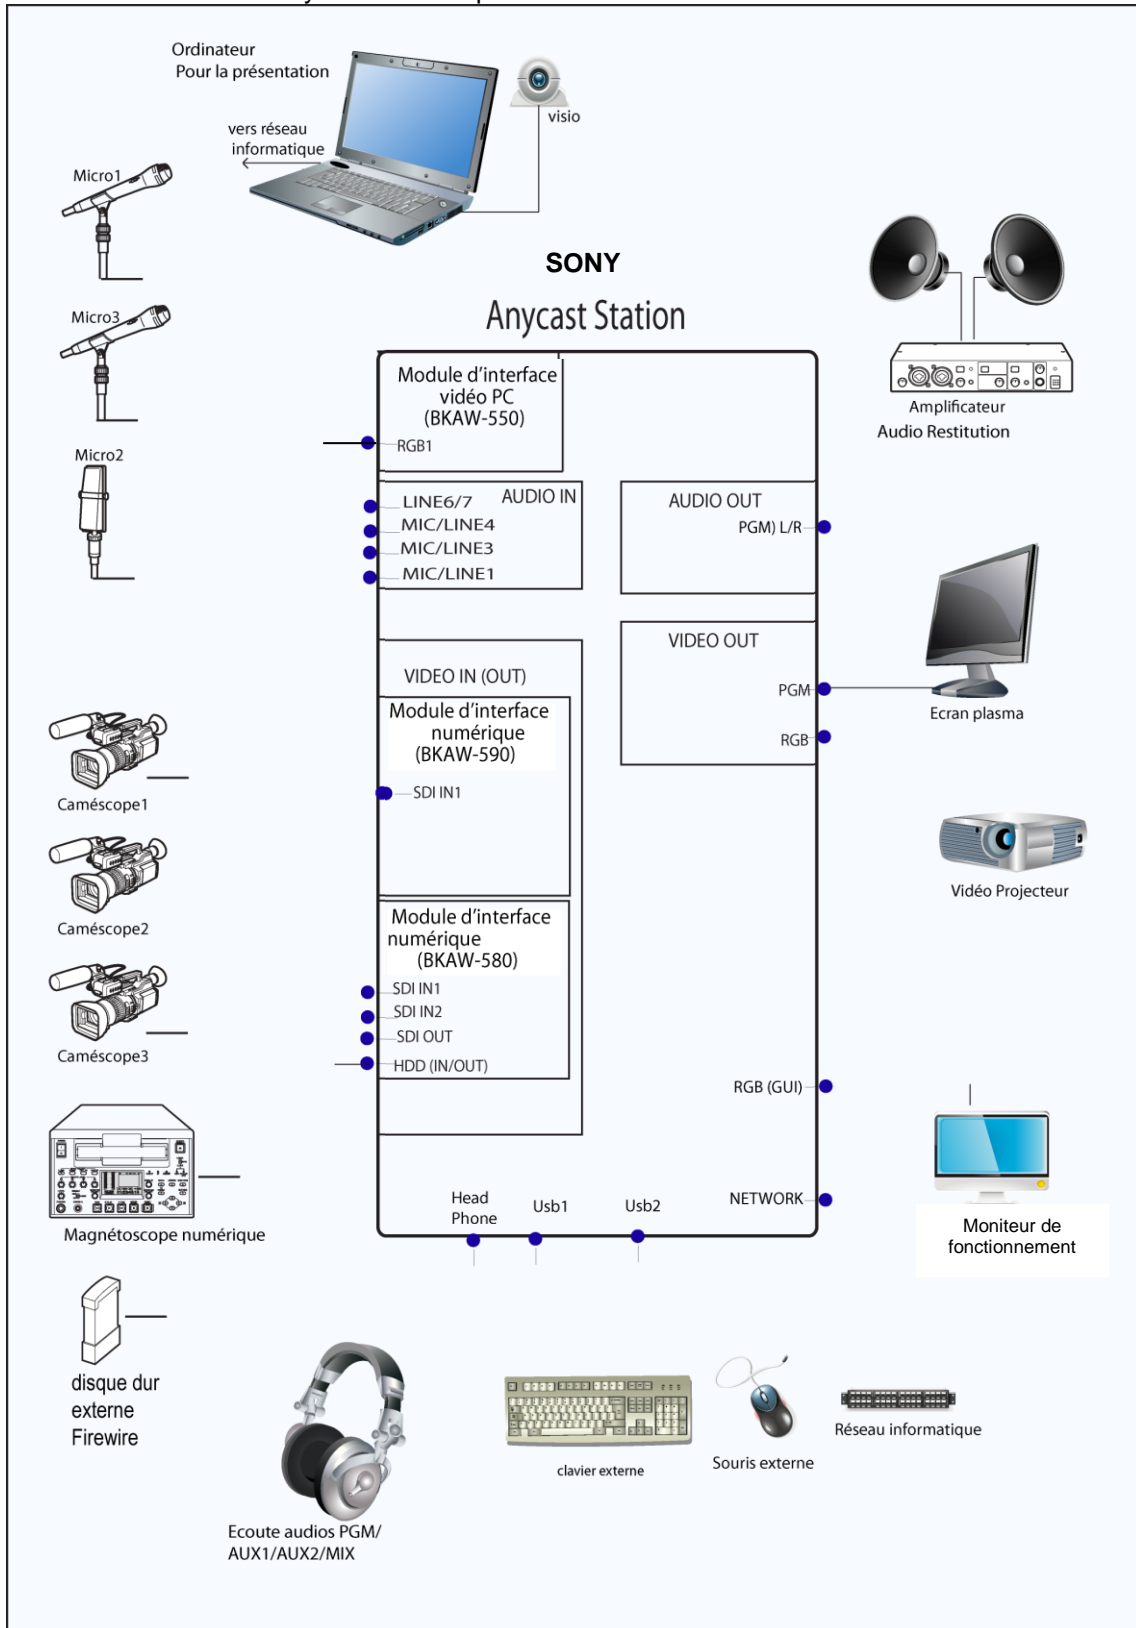 Ordinateur
Pour la présentation
visio
vers réseau
informatique
Micro1
SONY
Anycast Station
Micro3
Module d'interface
vidéo PC
(BKAW-550)
RGB1
Amplificateur
Audio Restitution
Micro2
AUDIO IN
LINE6/7
MIC/LINE4
MIC/LINE3
MIC/LINE1
AUDIO OUT
PGM) L/R
VIDEO OUT
PGM
RGB
Ecran plasma
VIDEO IN (OUT)
Module d'interface
numérique
(BKAW-590)
SDI IN1
Caméscope1
Vidéo Projecteur
Caméscope2
Module d'interface
numérique
(BKAW-580)
SDI IN1
SDI IN2
SDI OUT
HDD (IN/OUT)
Caméscope3
RGB (GUI)
NETWORK
Head
Phone
Usb1
Usb2
Moniteur de
fonctionnement
Magnétoscope numérique
disque dur
externe
Firewire
Ecoute audios PGM/
AUX1/AUX2/MIX
clavier externe
Souris externe
Réseau informatique